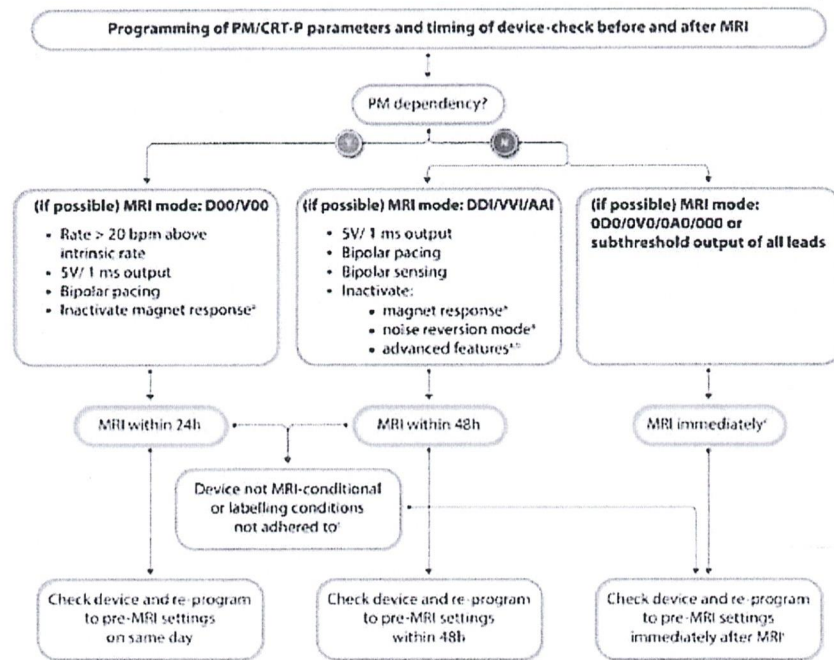 Programming of PM/CRT-P parameters and timing of device-check before and after MRI
PM dependency?
Y
N
(if possible) MRI mode: D00/V00
• Rate > 20 bpm above
intrinsic rate
• 5V/ 1 ms output
• Bipolar pacing
• Inactivate magnet response
(if possible) MRI mode: DDI/VVI/AAI
• 5V/ 1 ms output
• Bipolar pacing
• Bipolar sensing
• Inactivate:
• magnet response
• noise reversion mode
• advanced features
(if possible) MRI mode:
0D0/0V0/0A0/000 or
subthreshold output of all leads
MRI within 24h
MRI within 48h
MRI immediately
Device not MRI-conditional
or labelling conditions
not adhered to
Check device and re-program
to pre-MRI settings
on same day
Check device and re-program
to pre-MRI settings
within 48h
Check device and re-program
to pre-MRI settings
immediately after MRI